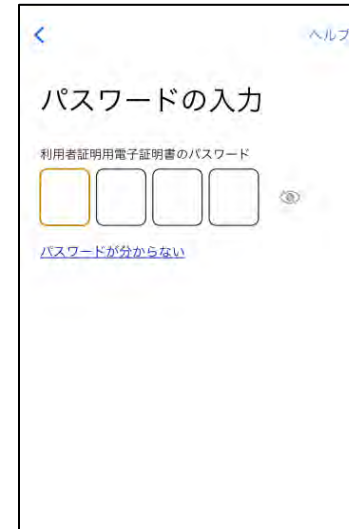 ヘルプ
パスワードの入力
利用者証明用電子証明書のパスワード
パスワードが分からない